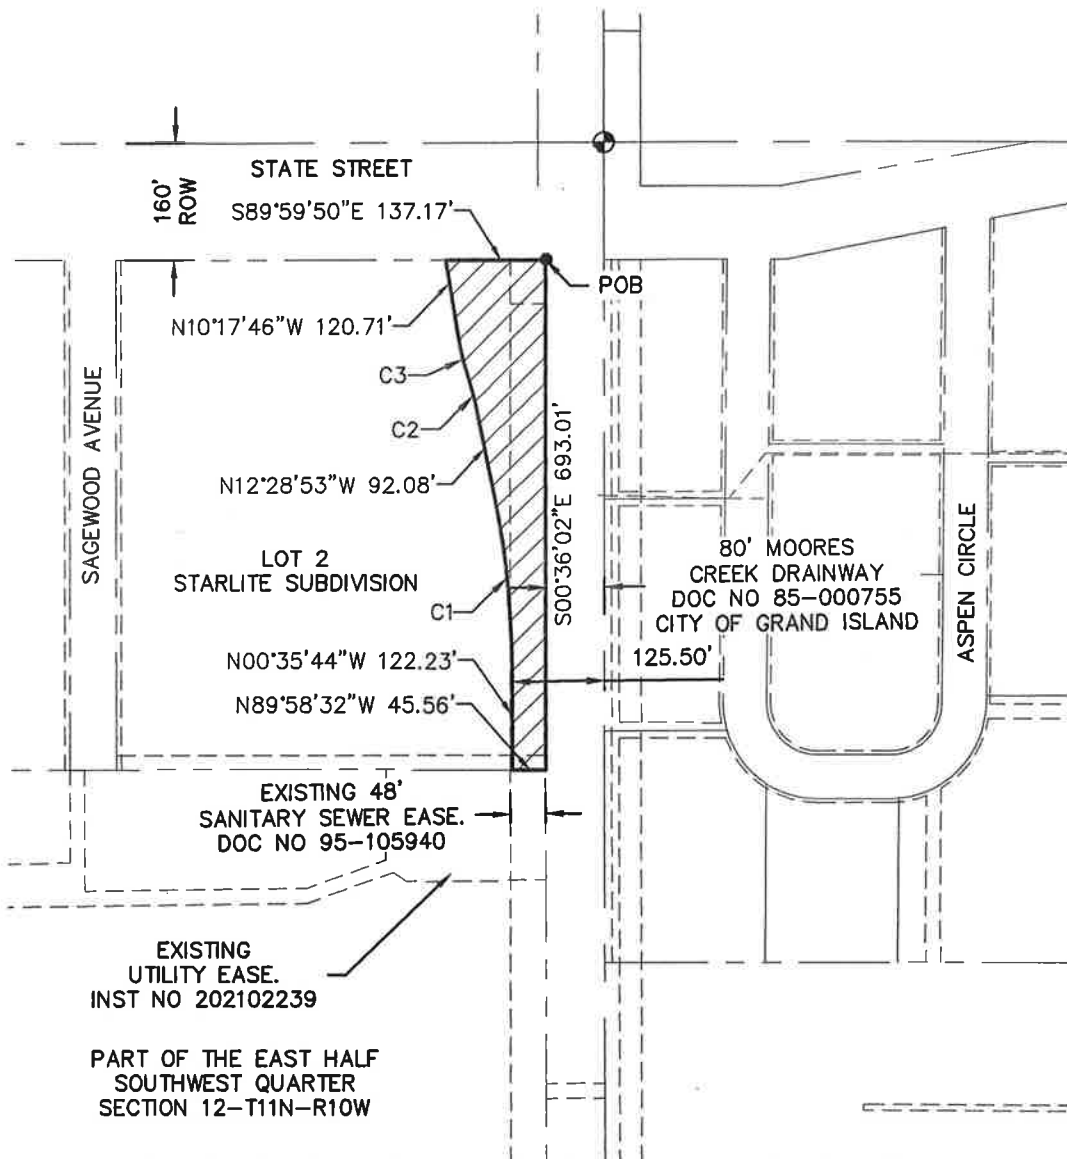 STATE STREET
160'
ROW
S89°59'50"E 137.17'
POB
N10°17'46"W 120.71'
C3
C2
SAGEWOOD AVENUE
S00°36'02"E 693.01'
N12°28'53"W 92.08'
LOT 2
STARLITE SUBDIVISION
C1
80' MOORES
CREEK DRAINWAY
DOC NO 85-000755
CITY OF GRAND ISLAND
ASPEN CIRCLE
125.50'
N00°35'44"W 122.23'
N89°58'32"W 45.56'
EXISTING 48'
SANITARY SEWER EASE.
DOC NO 95-105940
EXISTING
UTILITY EASE.
INST NO 202102239
PART OF THE EAST HALF
SOUTHWEST QUARTER
SECTION 12-T11N-R10W